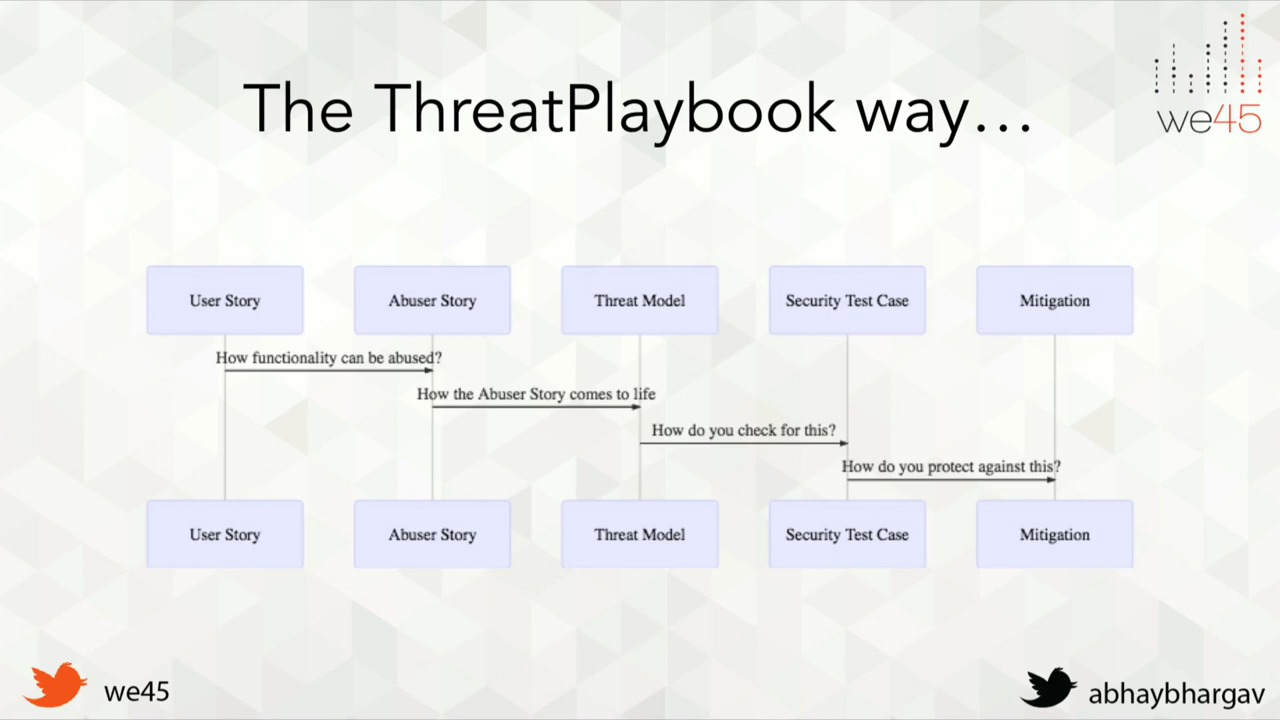 The ThreatPlaybook way...
we45
User Story
Abuser Story
Threat Model
Security Test Case
Mitigation
How functionality can be abused?
How the Abuser Story comes to life
How do you check for this?
How do you protect against this?
User Story
Abuser Story
Threat Model
Security Test Case
Mitigation
we45
abhaybhargav